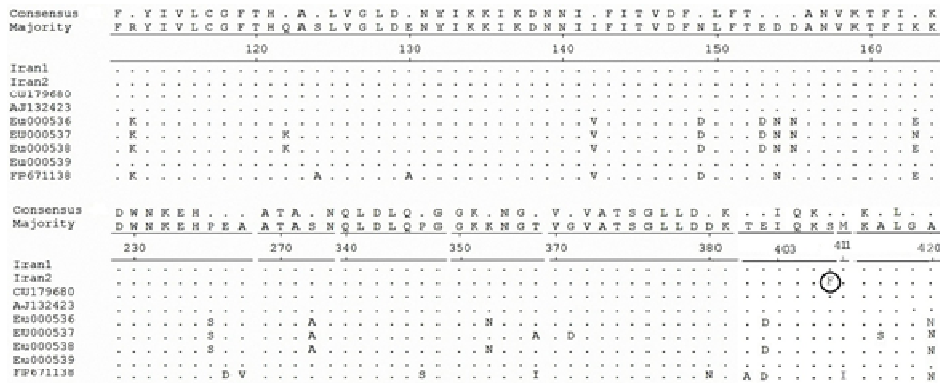 Consensus F . Y I V L C G F T H . A . L V G L D . N Y I K K I K D N N I . F I T V D F . L F T . . . A N V K T F I . K
Majority F R Y I V L C G F T H Q A S L V G L D E N Y I K K I K D N N I I F I T V D F N L F T E D D A N V K T F I K K
120 130 140 150 160
Iran1
Iran2
CU179680
AJ132423
Eu000536 . K . . . . . . . . . . . . . . . . . . . . . . . . . . . . . V . . . . . . D . . . D N N . . . . . . . E .
EU000537 . K . . . . . . . . . K . . . . . . . . . . . . . . . . . . . V . . . . . . D . . . D N N . . . . . . . N .
Eu000538 . K . . . . . . . . . K . . . . . . . . . . . . . . . . . . . V . . . . . . D . . . D N N . . . . . . . E .
Eu000539
FP671138 . K . . . . . . . . . . . A . . . . . E . . . . . . . . . . . V . . . . . . D . . . . N . . . . . . . . E .
Consensus D W N K E H . . . A T A . N Q L D L Q . G G K . N G . V . V A T S G L L D . K . . I Q K . . K . L . .
Majority D W N K E H P E A A T A S N Q L D L Q P G G K K N G T V G V A T S G L L D D K T E I Q K S M K A L G A
230 270 340 350 370 380 403 411 420
Iran1
Iran2 F
CU179680
AJ132423
Eu000536 S A N D N
EU000537 S A A D S N
Eu000538 S A N D N
Eu000539
FP671138 D V S I N A D I N